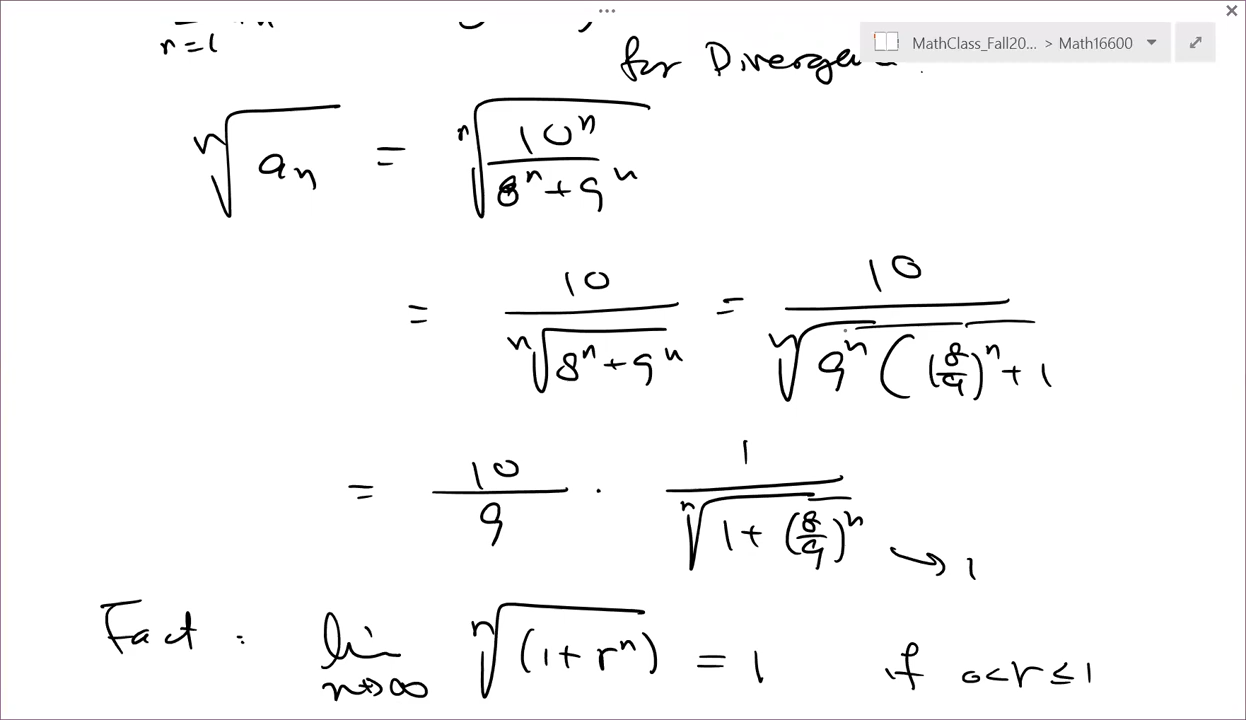 MathClass_Fall20... > Math16600
n=1
for Divergen
ⁿ√aₙ = ⁿ√(10ⁿ/(8ⁿ+9ⁿ))
= 10/ⁿ√(8ⁿ+9ⁿ) = 10/ⁿ√(9ⁿ((8/9)ⁿ+1
= 10/9 · 1/ⁿ√(1+(8/9)ⁿ) → 1
Fact : lim n→∞ ⁿ√(1+rⁿ) = 1 if 0<r≤1